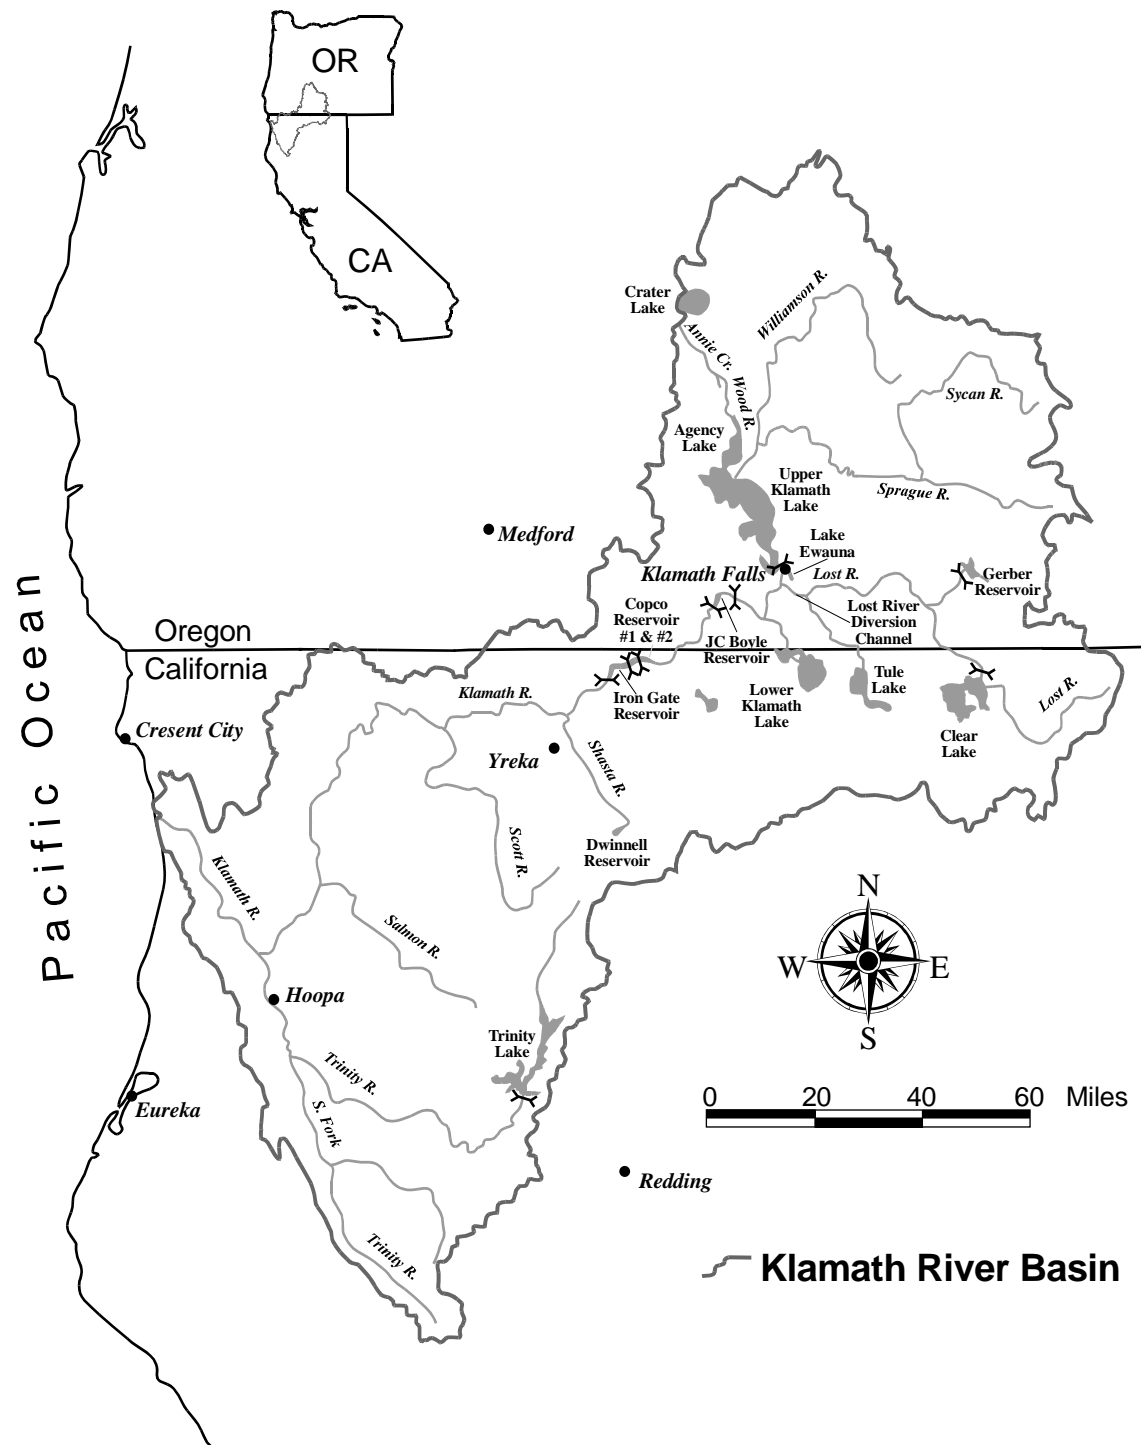 OR
CA
Crater
Lake
Annie Cr.
Wood R.
Williamson R.
Sycan R.
Agency
Lake
Upper
Klamath
Lake
Sprague R.
Medford
Lake
Ewauna
Klamath Falls
Lost R.
Gerber
Reservoir
Copco
Reservoir
#1 & #2
Lost River
Diversion
Channel
JC Boyle
Reservoir
Oregon
California
Pacific Ocean
Klamath R.
Iron Gate
Reservoir
Lower
Klamath
Lake
Tule
Lake
Lost R.
Clear
Lake
Cresent City
Yreka
Shasta R.
Scott R.
Dwinnell
Reservoir
Klamath R.
Salmon R.
N
W
E
S
Hoopa
Trinity
Lake
Trinity R.
S. Fork
Eureka
0 20 40 60 Miles
Redding
Trinity R.
Klamath River Basin